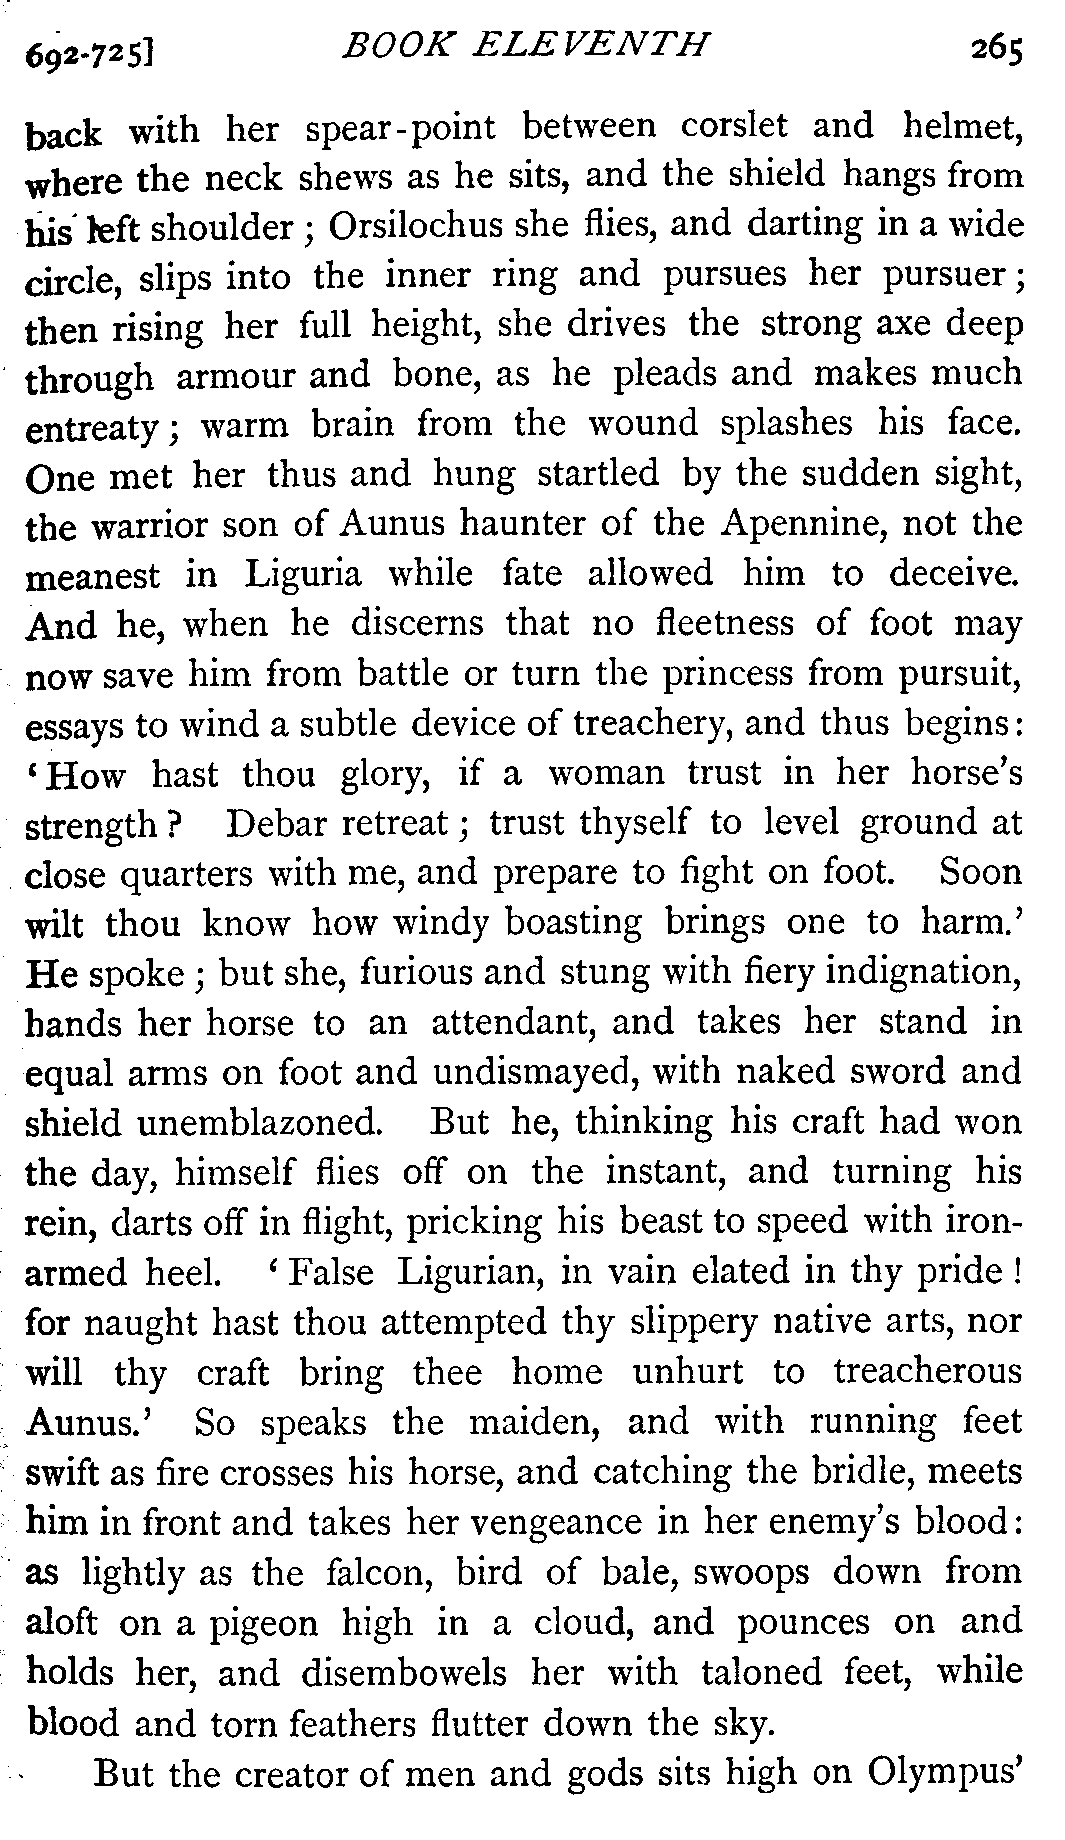 692-725] BOOK ELEVENTH 265
back with her spear-point between corslet and helmet,
where the neck shews as he sits, and the shield hangs from
his left shoulder ; Orsilochus she flies, and darting in a wide
circle, slips into the inner ring and pursues her pursuer ;
then rising her full height, she drives the strong axe deep
through armour and bone, as he pleads and makes much
entreaty ; warm brain from the wound splashes his face.
One met her thus and hung startled by the sudden sight,
the warrior son of Aunus haunter of the Apennine, not the
meanest in Liguria while fate allowed him to deceive.
And he, when he discerns that no fleetness of foot may
now save him from battle or turn the princess from pursuit,
essays to wind a subtle device of treachery, and thus begins :
‘ How hast thou glory, if a woman trust in her horse’s
strength ? Debar retreat ; trust thyself to level ground at
close quarters with me, and prepare to fight on foot. Soon
wilt thou know how windy boasting brings one to harm.’
He spoke ; but she, furious and stung with fiery indignation,
hands her horse to an attendant, and takes her stand in
equal arms on foot and undismayed, with naked sword and
shield unemblazoned. But he, thinking his craft had won
the day, himself flies off on the instant, and turning his
rein, darts off in flight, pricking his beast to speed with iron-
armed heel. ‘ False Ligurian, in vain elated in thy pride !
for naught hast thou attempted thy slippery native arts, nor
will thy craft bring thee home unhurt to treacherous
Aunus.’ So speaks the maiden, and with running feet
swift as fire crosses his horse, and catching the bridle, meets
him in front and takes her vengeance in her enemy’s blood :
as lightly as the falcon, bird of bale, swoops down from
aloft on a pigeon high in a cloud, and pounces on and
holds her, and disembowels her with taloned feet, while
blood and torn feathers flutter down the sky.
But the creator of men and gods sits high on Olympus’